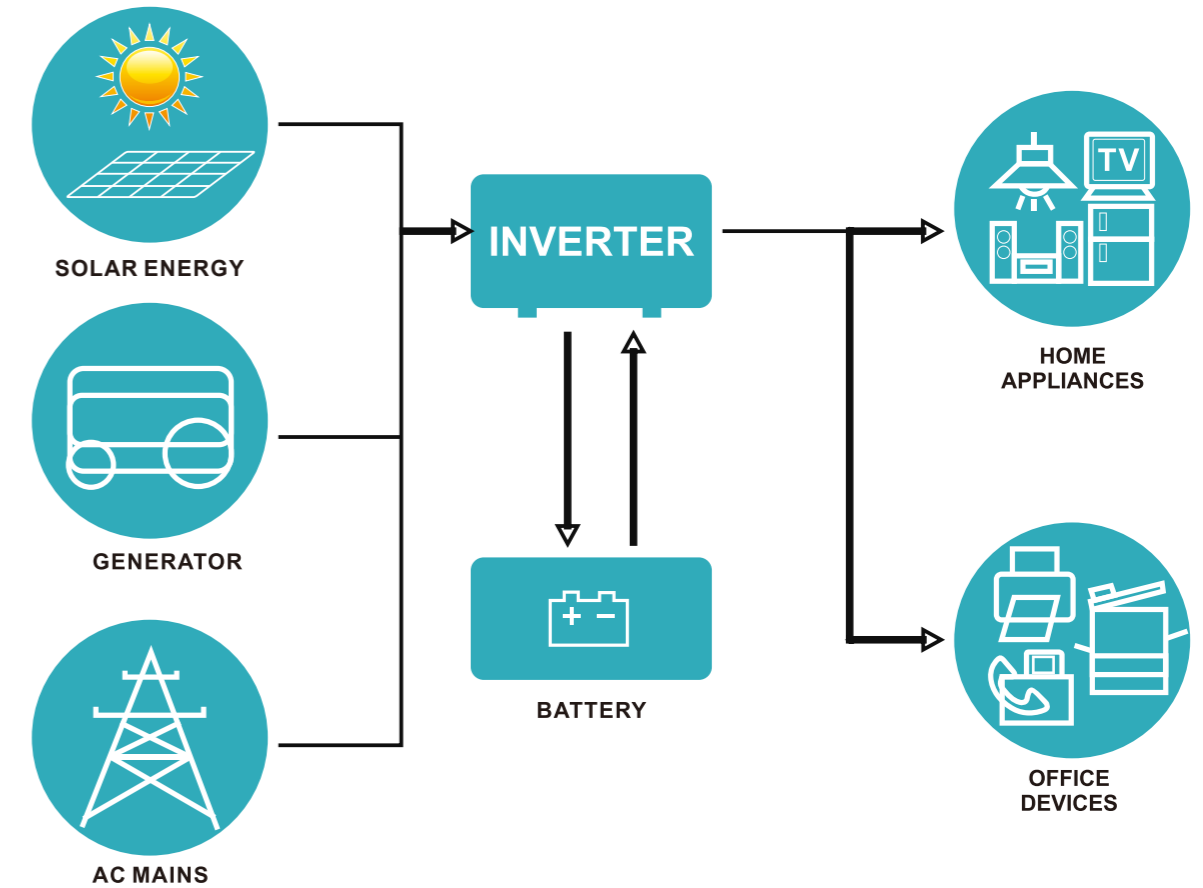 SOLAR ENERGY
GENERATOR
AC MAINS
INVERTER
+ −
BATTERY
TV
HOME
APPLIANCES
OFFICE
DEVICES